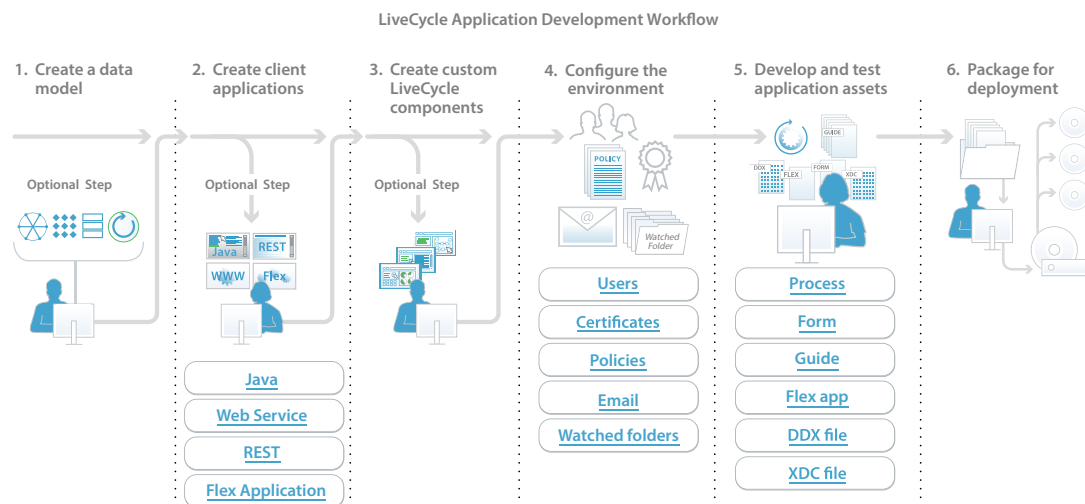 LiveCycle Application Development Workflow
1. Create a data
model
2. Create client
applications
3. Create custom
LiveCycle
components
4. Configure the
environment
5. Develop and test
application assets
6. Package for
deployment
Optional Step
Optional Step
Java
REST
WWW
Flex
Java
Web Service
REST
Flex Application
Optional Step
POLICY
@
Watched
Folder
Users
Certificates
Policies
Email
Watched folders
GUIDE
DDX
FLEX
FORM
XDC
Process
Form
Guide
Flex app
DDX file
XDC file